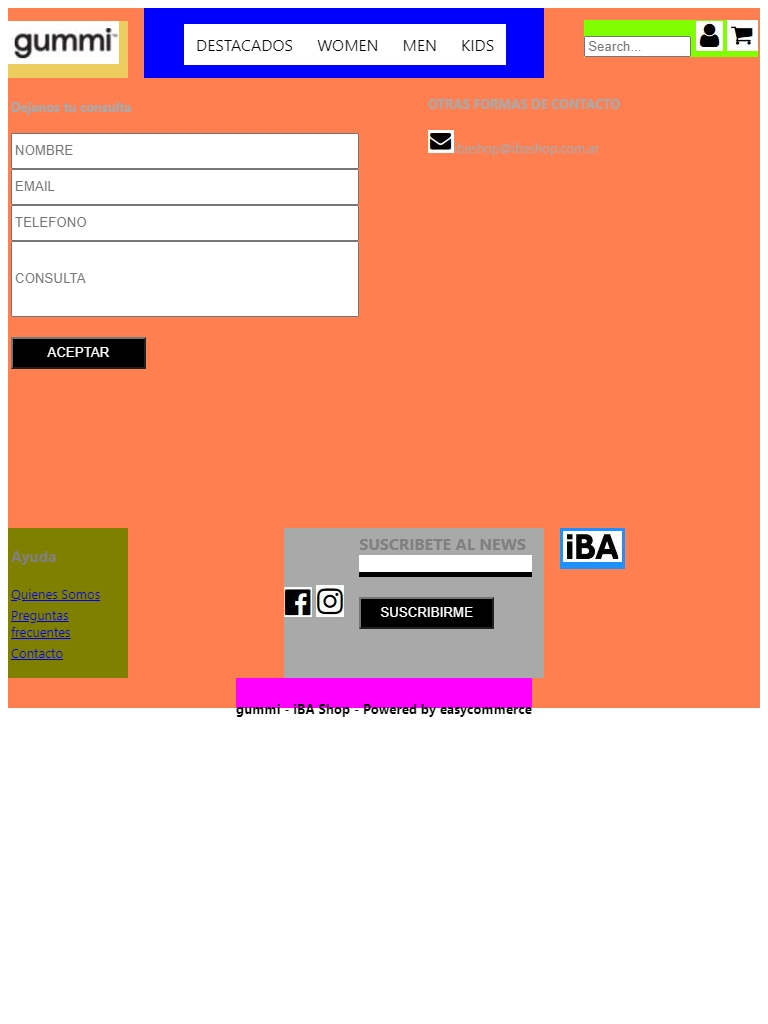 gummi™
DESTACADOS WOMEN MEN KIDS
Search...
Dejanos tu consulta
OTRAS FORMAS DE CONTACTO
NOMBRE
ibashop@ibashop.com.ar
EMAIL
TELEFONO
CONSULTA
ACEPTAR
Ayuda
Quienes Somos
Preguntas
frecuentes
Contacto
SUSCRIBETE AL NEWS
SUSCRIBIRME
iBA
gummi - iBA Shop - Powered by easycommerce